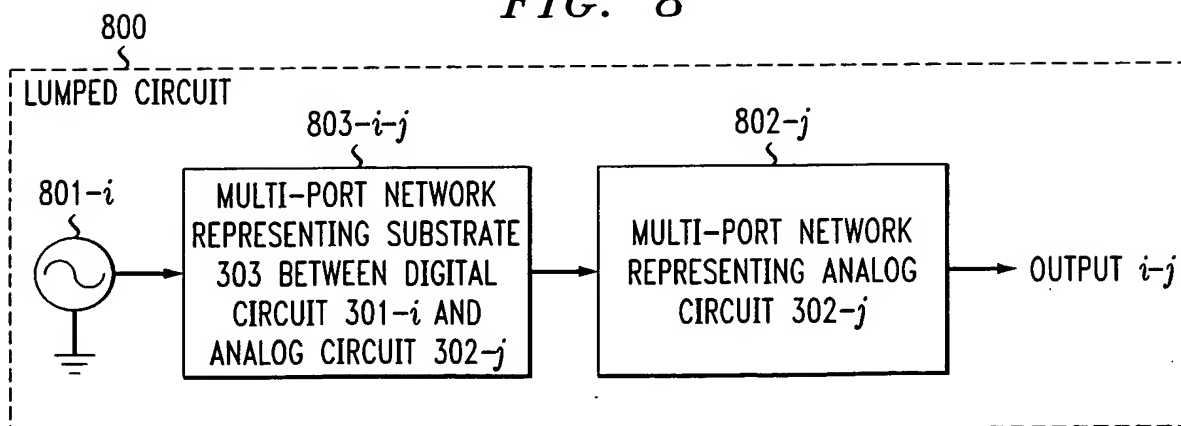 FIG. 8
800
LUMPED CIRCUIT
803-i-j
802-j
801-i
MULTI-PORT NETWORK
REPRESENTING SUBSTRATE
303 BETWEEN DIGITAL
CIRCUIT 301-i AND
ANALOG CIRCUIT 302-j
MULTI-PORT NETWORK
REPRESENTING ANALOG
CIRCUIT 302-j
OUTPUT i-j